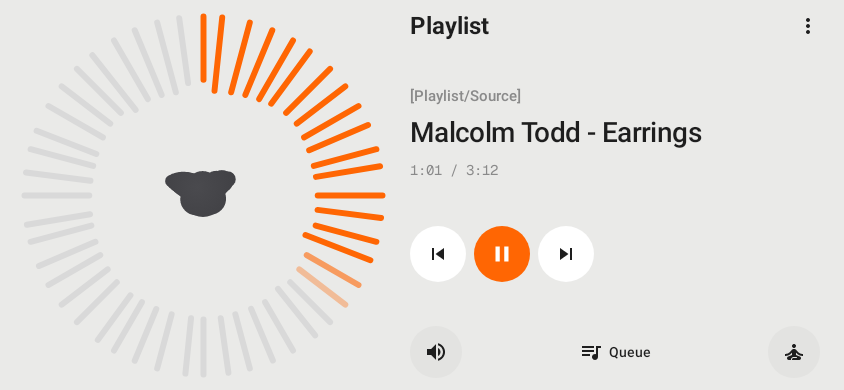 Playlist
[Playlist/Source]
Malcolm Todd - Earrings
1:01 / 3:12
Queue